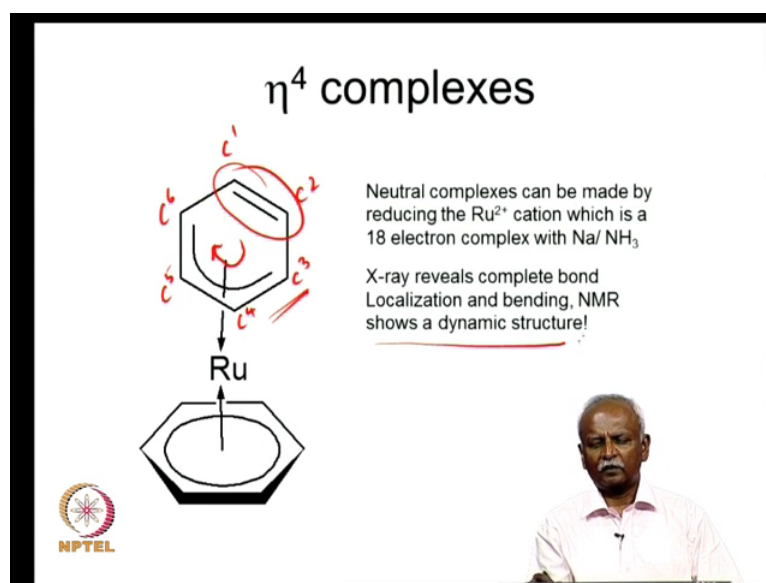 η⁴ complexes
C¹
C²
C⁶
C³
C⁵
C⁴
Neutral complexes can be made by
reducing the Ru²⁺ cation which is a
18 electron complex with Na/ NH₃
X-ray reveals complete bond
Localization and bending, NMR
shows a dynamic structure!
Ru
NPTEL